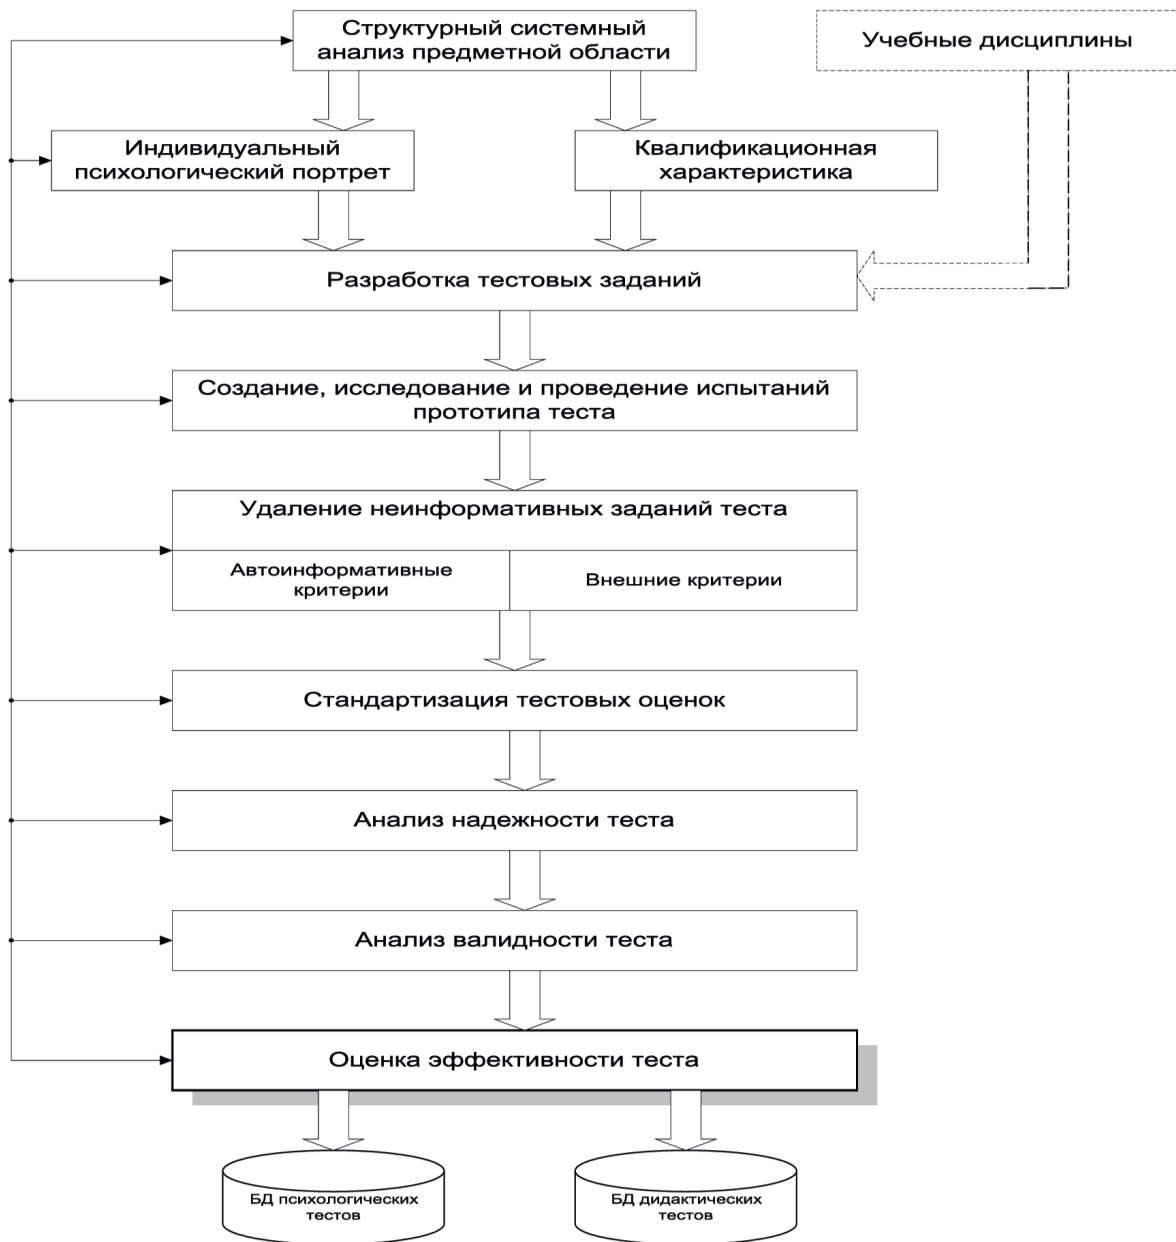 Структурный системный
анализ предметной области
Учебные дисциплины
Индивидуальный
психологический портрет
Квалификационная
характеристика
Разработка тестовых заданий
Создание, исследование и проведение испытаний
прототипа теста
Удаление неинформативных заданий теста
Автоинформативные
критерии
Внешние критерии
Стандартизация тестовых оценок
Анализ надежности теста
Анализ валидности теста
Оценка эффективности теста
БД психологических
тестов
БД дидактических
тестов